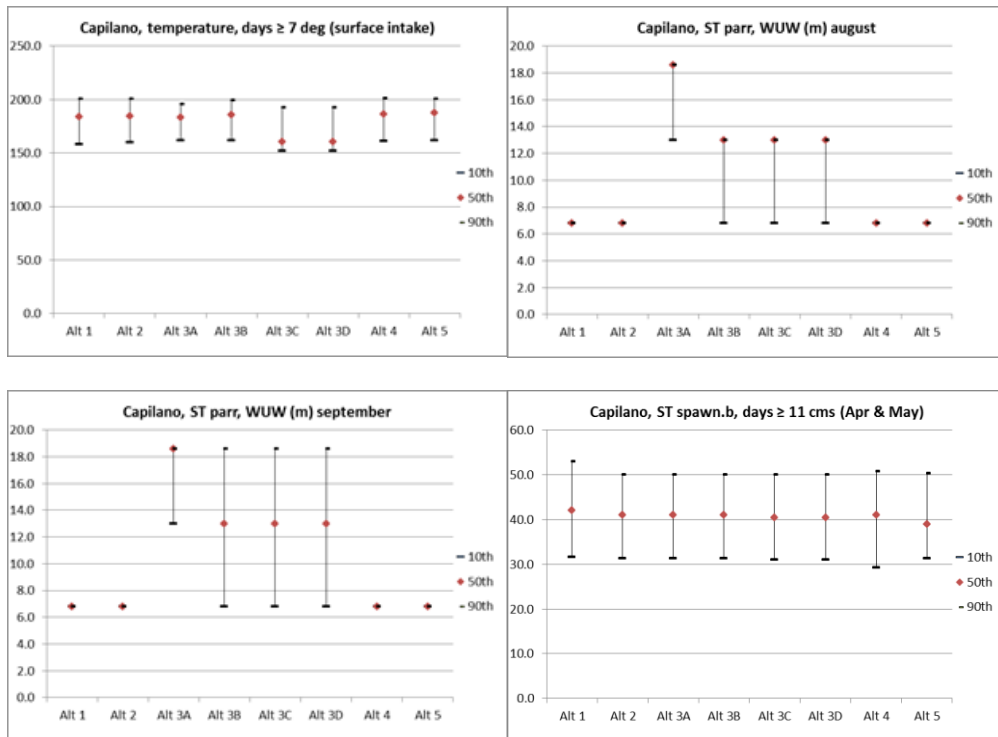 Capilano, temperature, days ≥ 7 deg (surface intake)
250.0
200.0
150.0
100.0
50.0
0.0
Alt 1 Alt 2 Alt 3A Alt 3B Alt 3C Alt 3D Alt 4 Alt 5
10th
50th
90th
Capilano, ST parr, WUW (m) august
20.0
18.0
16.0
14.0
12.0
10.0
8.0
6.0
4.0
2.0
0.0
Alt 1 Alt 2 Alt 3A Alt 3B Alt 3C Alt 3D Alt 4 Alt 5
10th
50th
90th
Capilano, ST parr, WUW (m) september
20.0
18.0
16.0
14.0
12.0
10.0
8.0
6.0
4.0
2.0
0.0
Alt 1 Alt 2 Alt 3A Alt 3B Alt 3C Alt 3D Alt 4 Alt 5
10th
50th
90th
Capilano, ST spawn.b, days ≥ 11 cms (Apr & May)
60.0
50.0
40.0
30.0
20.0
10.0
0.0
Alt 1 Alt 2 Alt 3A Alt 3B Alt 3C Alt 3D Alt 4 Alt 5
10th
50th
90th